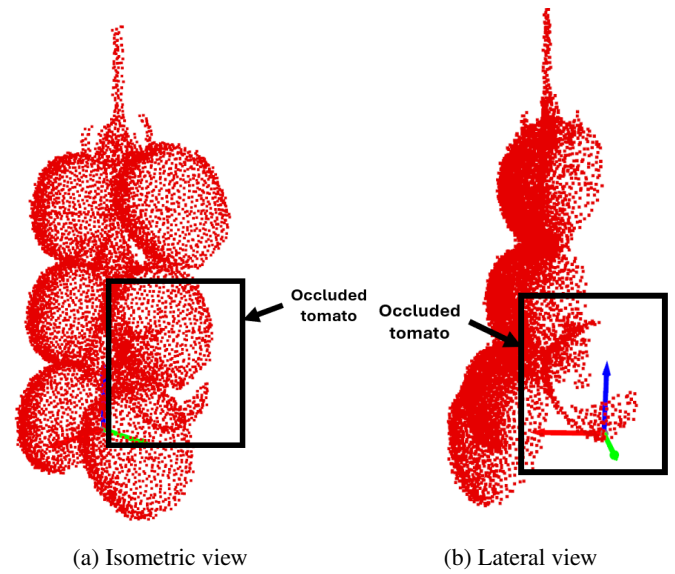 Occluded
tomato
Occluded
tomato
(a) Isometric view
(b) Lateral view